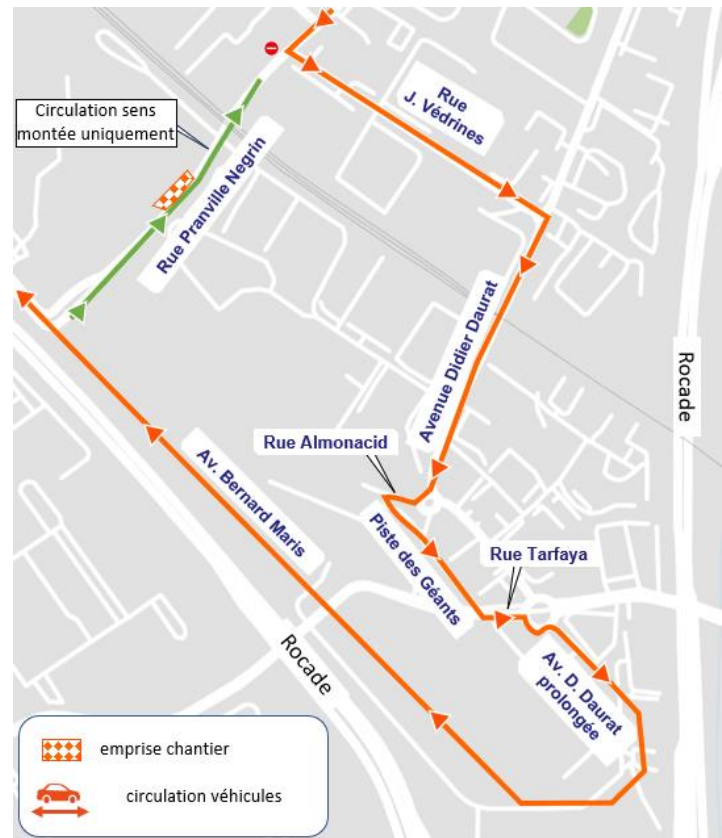 Circulation sens
montée uniquement
Rue
J. Védrines
Rue Pranville Negrin
Avenue Didier Daurat
Rocade
Rue Almonacid
Av. Bernard Maris
Piste des Géants
Rue Tarfaya
Rocade
Av. D. Daurat
prolongée
emprise chantier
circulation véhicules